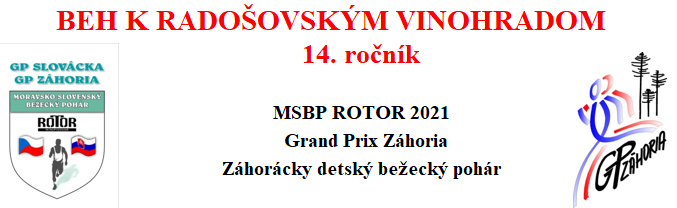 BEH K RADOŠOVSKÝM VINOHRADOM
14. ročník
GP SLOVÁCKA
GP ZÁHORIA
MORAVSKO SLOVENSKÝ
BEŽECKÝ POHÁR
ROTOR
MSBP ROTOR 2021
Grand Prix Záhoria
Záhorácky detský bežecký pohár
GP ZÁHORIA